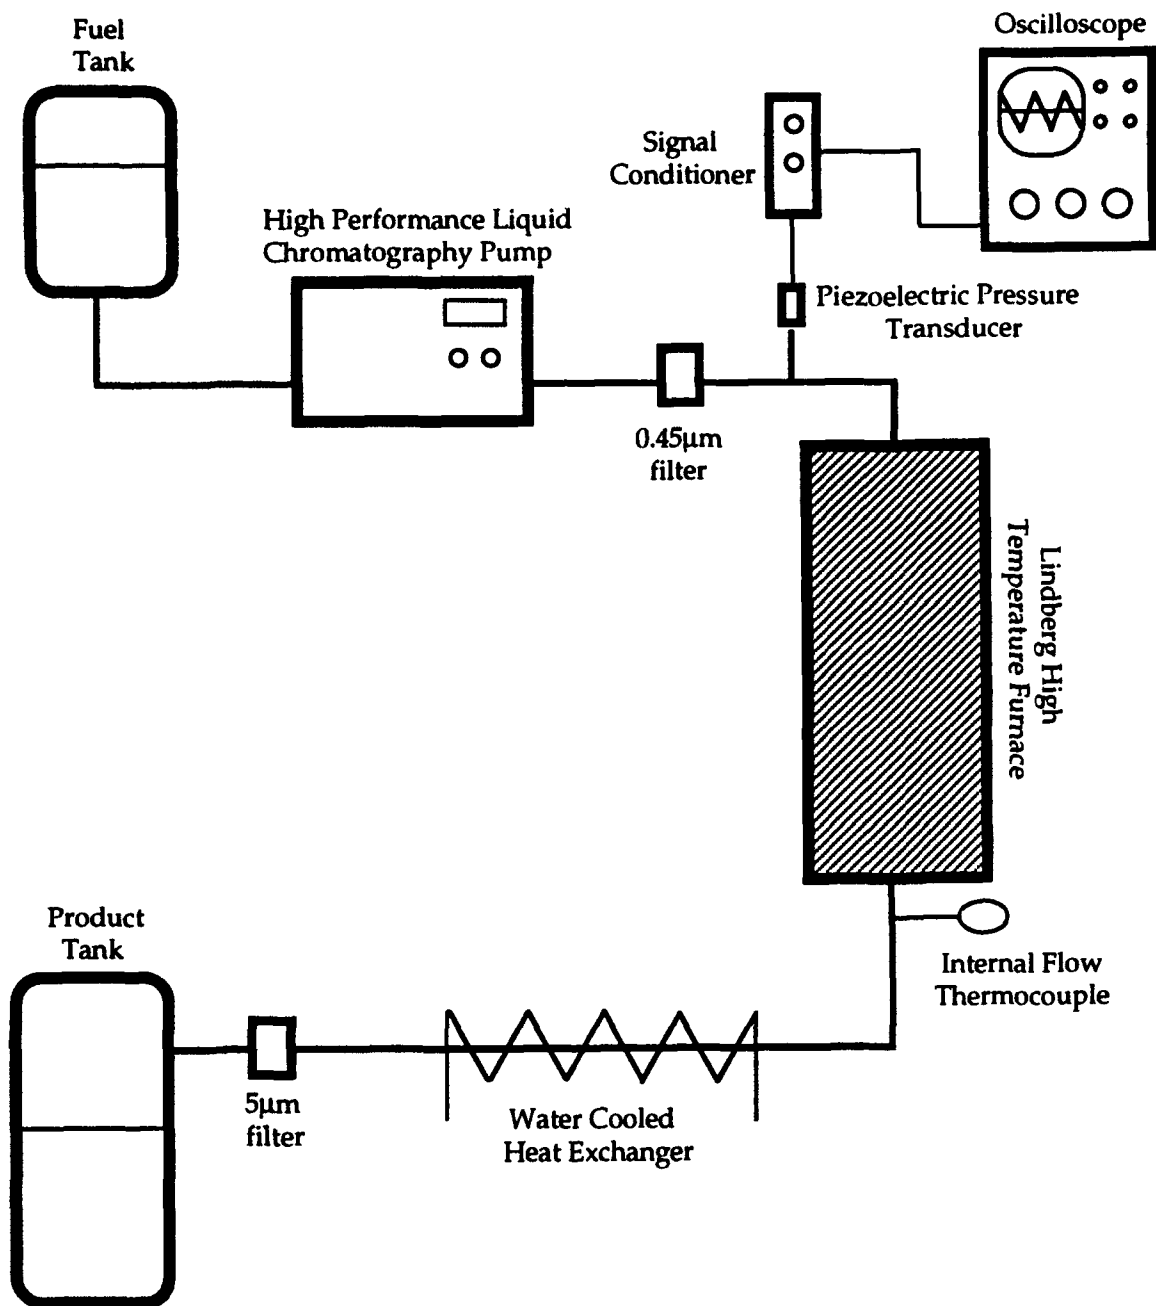 Fuel
Tank
Oscilloscope
Signal
Conditioner
High Performance Liquid
Chromatography Pump
Piezoelectric Pressure
Transducer
0.45µm
filter
Lindberg High
Temperature Furnace
Product
Tank
Internal Flow
Thermocouple
5µm
filter
Water Cooled
Heat Exchanger